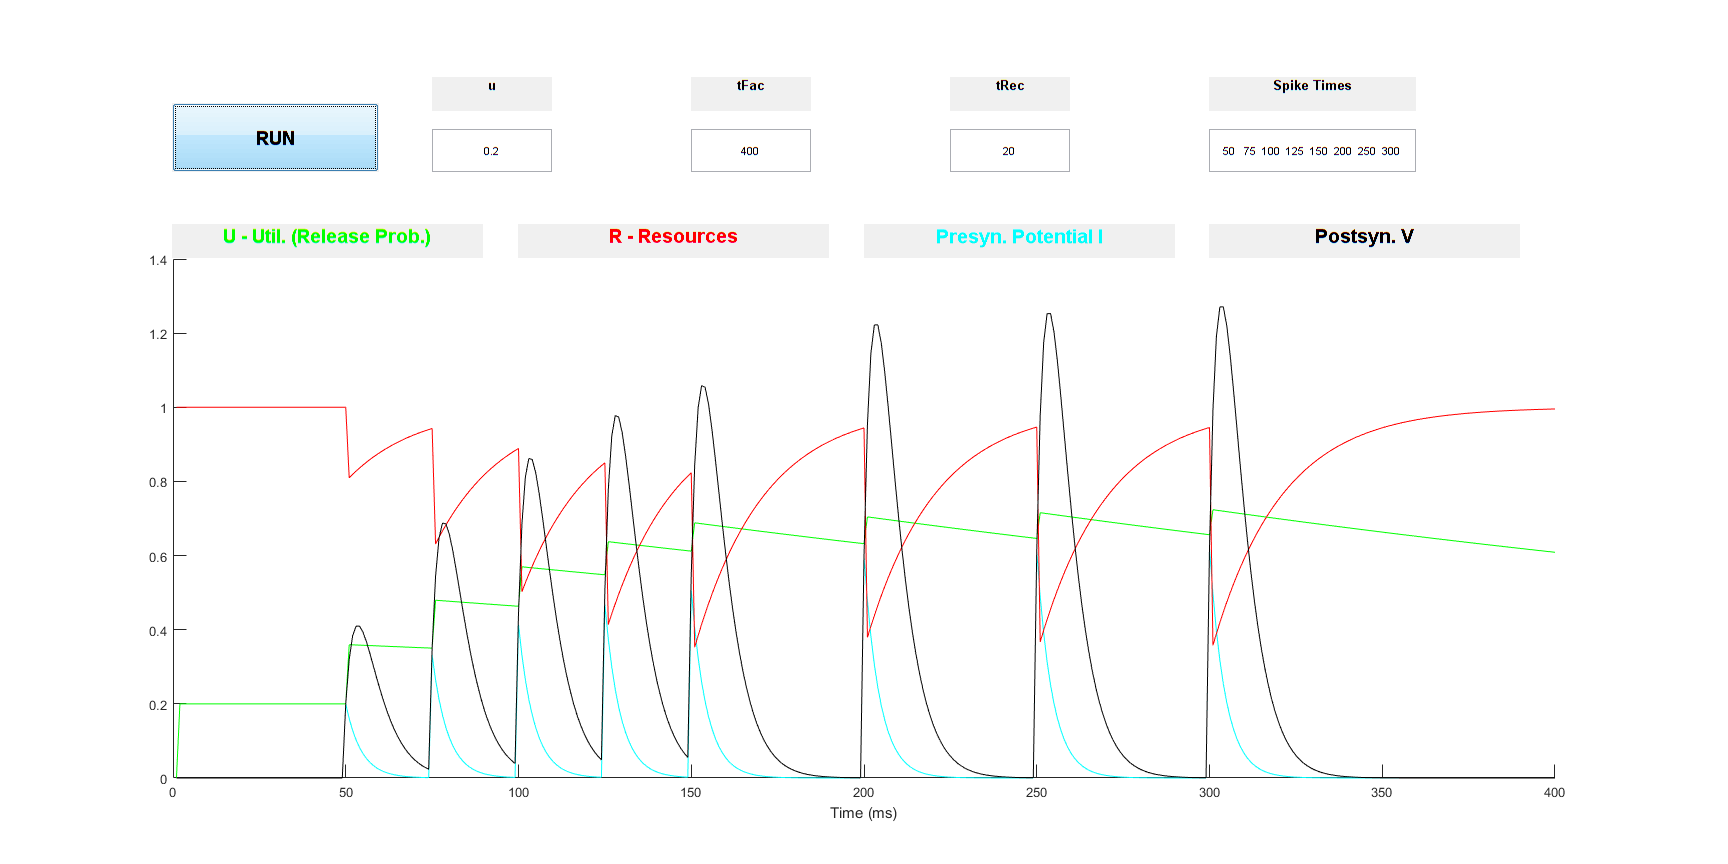 u tFac tRec Spike Times
RUN 0.2 400 20 50 75 100 125 150 200 250 300
U - Util. (Release Prob.) R - Resources Presyn. Potential I Postsyn. V
1.4
1.2
1
0.8
0.6
0.4
0.2
0
0 50 100 150 200 250 300 350 400
Time (ms)